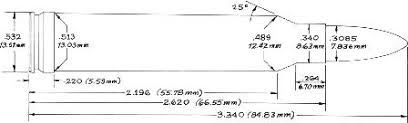 25°
.532
13.51mm
.513
13.03mm
.489
12.42mm
.340
8.63mm
.3085
7.836mm
.220 (5.59mm)
.264
6.70mm
2.196 (55.78mm)
2.620 (66.55mm)
3.340 (84.83mm)